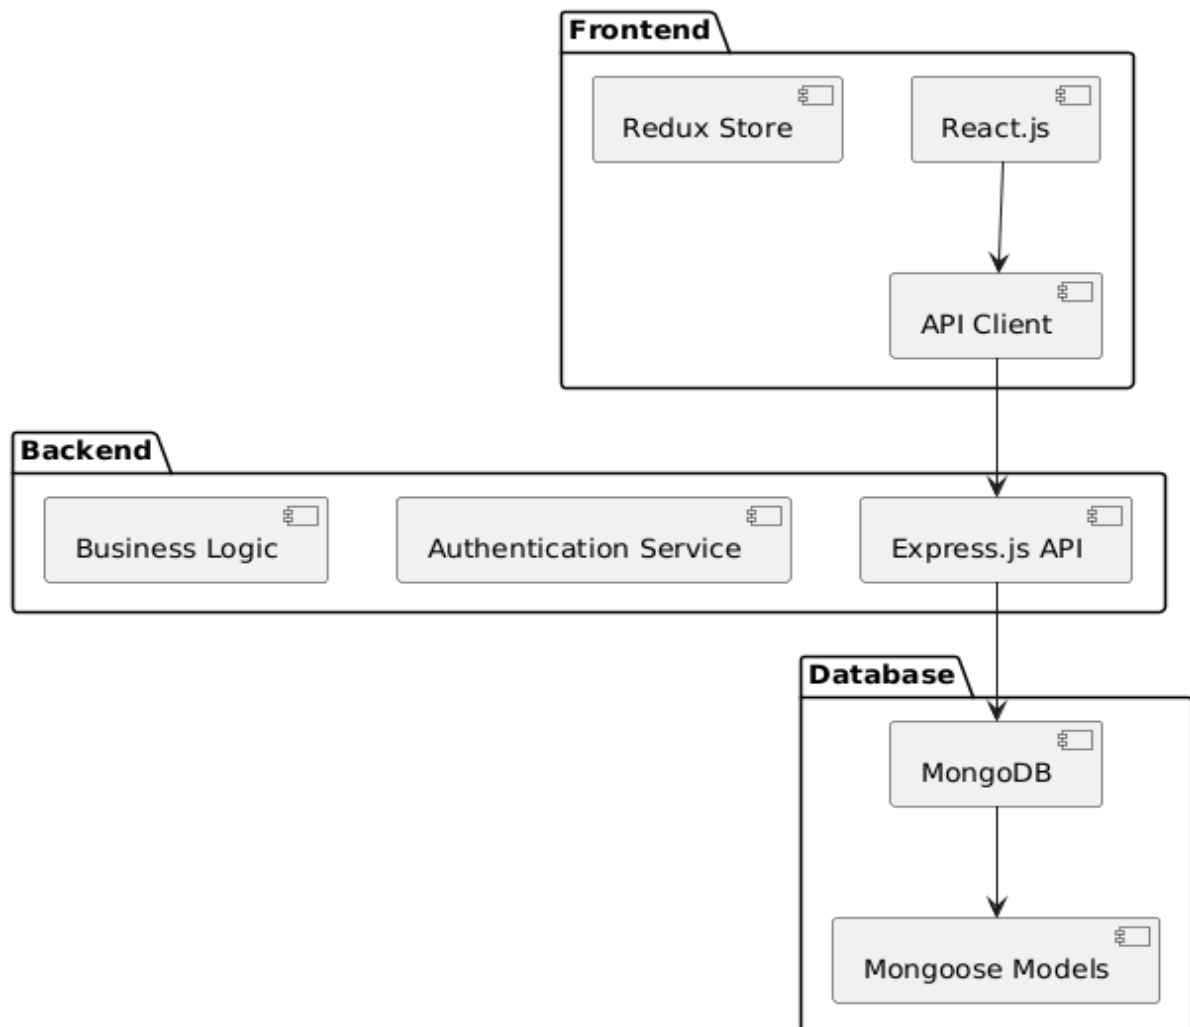 Frontend
Redux Store
React.js
API Client
Backend
Business Logic
Authentication Service
Express.js API
Database
MongoDB
Mongoose Models